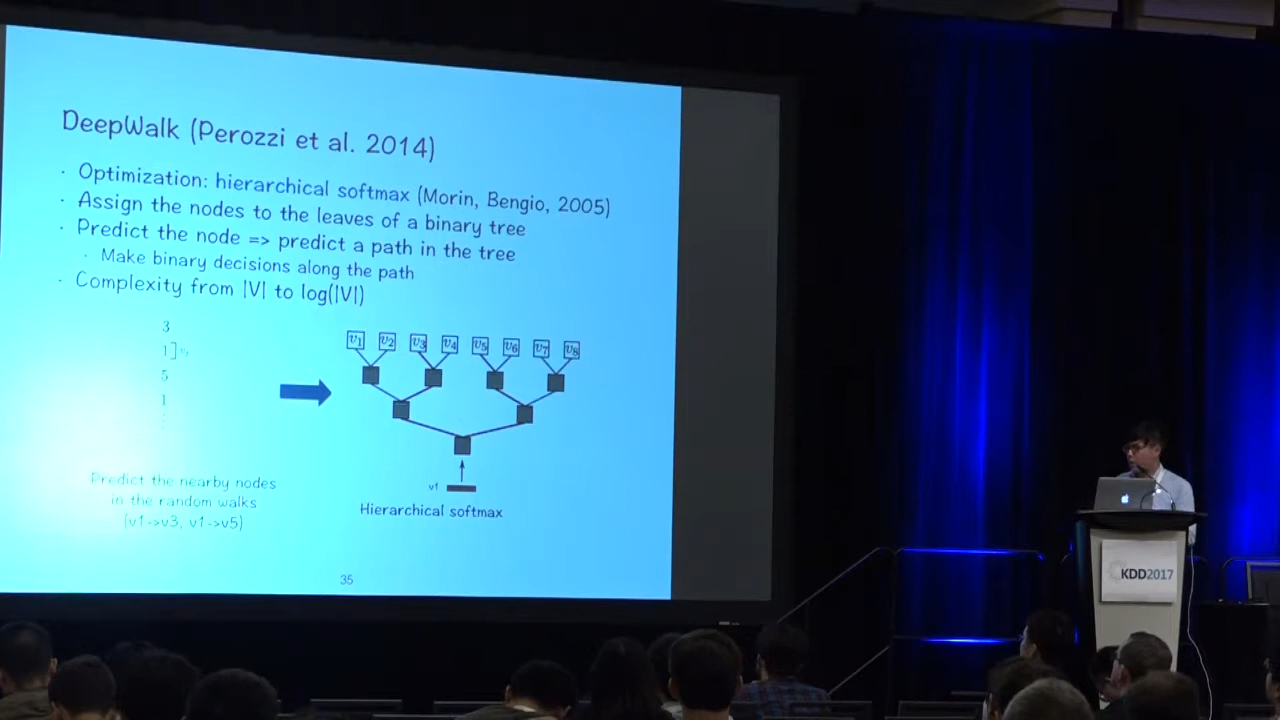 DeepWalk (Perozzi et al. 2014)
· Optimization: hierarchical softmax (Morin, Bengio, 2005)
· Assign the nodes to the leaves of a binary tree
· Predict the node => predict a path in the tree
· Make binary decisions along the path
· Complexity from |V| to log(|V|)
3
1
5
1
v1 v2 v3 v4 v5 v6 v7 v8
v1
Predict the nearby nodes
in the random walks
(v1->v3, v1->v5)
Hierarchical softmax
35
KDD2017